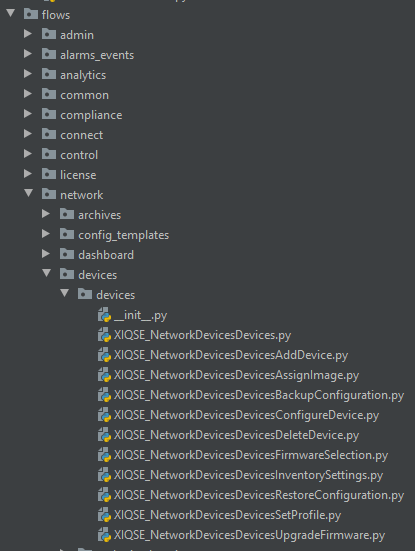 flows
admin
alarms_events
analytics
common
compliance
connect
control
license
network
archives
config_templates
dashboard
devices
devices
__init__.py
XIQSE_NetworkDevicesDevices.py
XIQSE_NetworkDevicesDevicesAddDevice.py
XIQSE_NetworkDevicesDevicesAssignImage.py
XIQSE_NetworkDevicesDevicesBackupConfiguration.py
XIQSE_NetworkDevicesDevicesConfigureDevice.py
XIQSE_NetworkDevicesDevicesDeleteDevice.py
XIQSE_NetworkDevicesDevicesFirmwareSelection.py
XIQSE_NetworkDevicesDevicesInventorySettings.py
XIQSE_NetworkDevicesDevicesRestoreConfiguration.py
XIQSE_NetworkDevicesDevicesSetProfile.py
XIQSE_NetworkDevicesDevicesUpgradeFirmware.py